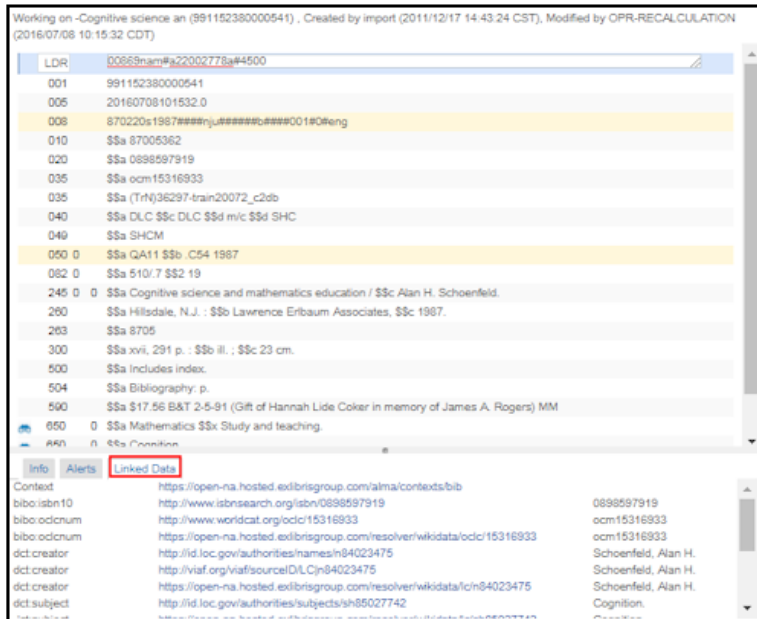 Working on -Cognitive science an (991152380000541) , Created by import (2011/12/17 14:43:24 CST), Modified by OPR-RECALCULATION
(2016/07/08 10:15:32 CDT)
LDR 00869nam#a22002778a#4500
001 991152380000541
005 20160708101532.0
008 870220s1987####nju######b####001#0#eng
010 $$a 87005362
020 $$a 0898597919
035 $$a ocm15316933
035 $$a (TrN)36297-train20072_c2db
040 $$a DLC $$c DLC $$d m/c $$d SHC
049 $$a SHCM
050 0 $$a QA11 $$b .C54 1987
082 0 $$a 510/.7 $$2 19
245 0 0 $$a Cognitive science and mathematics education / $$c Alan H. Schoenfeld.
260 $$a Hillsdale, N.J. : $$b Lawrence Erlbaum Associates, $$c 1987.
263 $$a 8705
300 $$a xvii, 291 p. : $$b ill. ; $$c 23 cm.
500 $$a Includes index.
504 $$a Bibliography: p.
590 $$a $17.56 B&T 2-5-91 (Gift of Hannah Lide Coker in memory of James A. Rogers) MM
650 0 $$a Mathematics $$x Study and teaching.
650 0 $$a Cognition
Info Alerts Linked Data
Context https://open-na.hosted.exlibrisgroup.com/alma/contexts/bib
bibo:isbn10 http://www.isbnsearch.org/isbn/0898597919 0898597919
bibo:oclcnum http://www.worldcat.org/oclc/15316933 ocm15316933
bibo:oclcnum https://open-na.hosted.exlibrisgroup.com/resolver/wikidata/oclc/15316933 ocm15316933
dct:creator http://id.loc.gov/authorities/names/n84023475 Schoenfeld, Alan H.
dct:creator http://viaf.org/viaf/sourceID/LC|n84023475 Schoenfeld, Alan H.
dct:creator https://open-na.hosted.exlibrisgroup.com/resolver/wikidata/lc/n84023475 Schoenfeld, Alan H.
dct:subject http://id.loc.gov/authorities/subjects/sh85027742 Cognition.